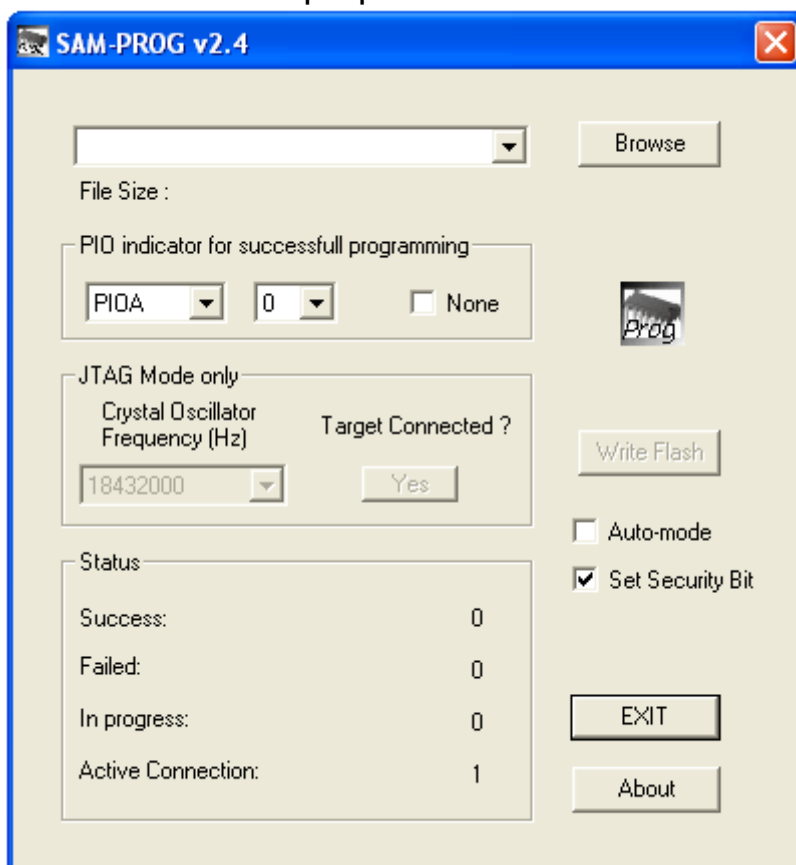 SAM-PROG v2.4
Browse
File Size :
PIO indicator for successfull programming
PIOA 0 None
Prog
JTAG Mode only
Crystal Oscillator
Frequency (Hz)
Target Connected ?
18432000
Yes
Write Flash
Auto-mode
Set Security Bit
Status
Success: 0
Failed: 0
In progress: 0
Active Connection: 1
EXIT
About